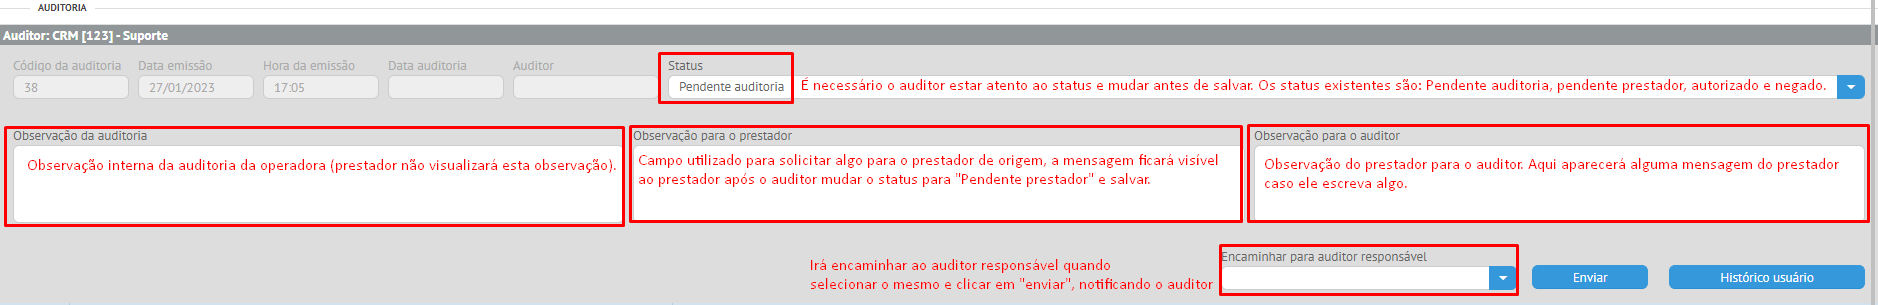 AUDITORIA
Auditor: CRM [123] - Suporte
Código da auditoria
Data emissão
Hora da emissão
Data auditoria
Auditor
Status
38
27/01/2023
17:05
Pendente auditoria
É necessário o auditor estar atento ao status e mudar antes de salvar. Os status existentes são: Pendente auditoria, pendente prestador, autorizado e negado.
Observação da auditoria
Observação interna da auditoria da operadora (prestador não visualizará esta observação).
Observação para o prestador
Campo utilizado para solicitar algo para o prestador de origem, a mensagem ficará visível
ao prestador após o auditor mudar o status para "Pendente prestador" e salvar.
Observação para o auditor
Observação do prestador para o auditor. Aqui aparecerá alguma mensagem do prestador
caso ele escreva algo.
Irá encaminhar ao auditor responsável quando
selecionar o mesmo e clicar em "enviar", notificando o auditor
Encaminhar para auditor responsável
Enviar
Histórico usuário